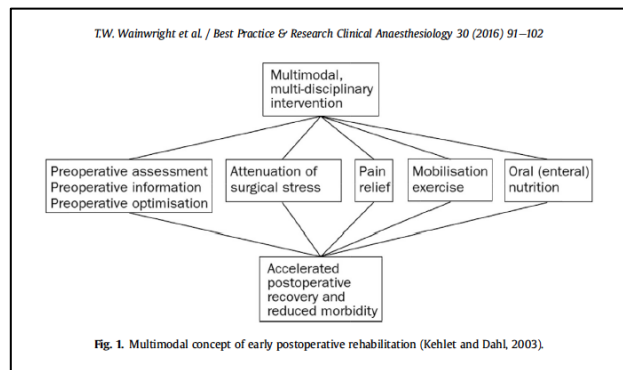 T.W. Wainwright et al. / Best Practice & Research Clinical Anaesthesiology 30 (2016) 91–102
Multimodal,
multi-disciplinary
intervention
Preoperative assessment
Preoperative information
Preoperative optimisation
Attenuation of
surgical stress
Pain
relief
Mobilisation
exercise
Oral (enteral)
nutrition
Accelerated
postoperative
recovery and
reduced morbidity
Fig. 1. Multimodal concept of early postoperative rehabilitation (Kehlet and Dahl, 2003).